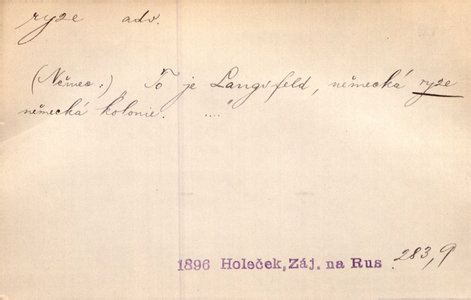 ryze adv.
(Němec:) „To je Langsfeld, německá ryze
německá kolonie. ...."
1896 Holeček, Záj. na Rus 283,9